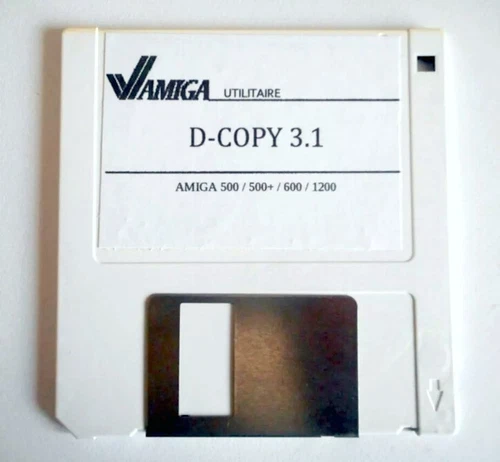 AMIGA UTILITAIRE
D-COPY 3.1
AMIGA 500 / 500+ / 600 / 1200